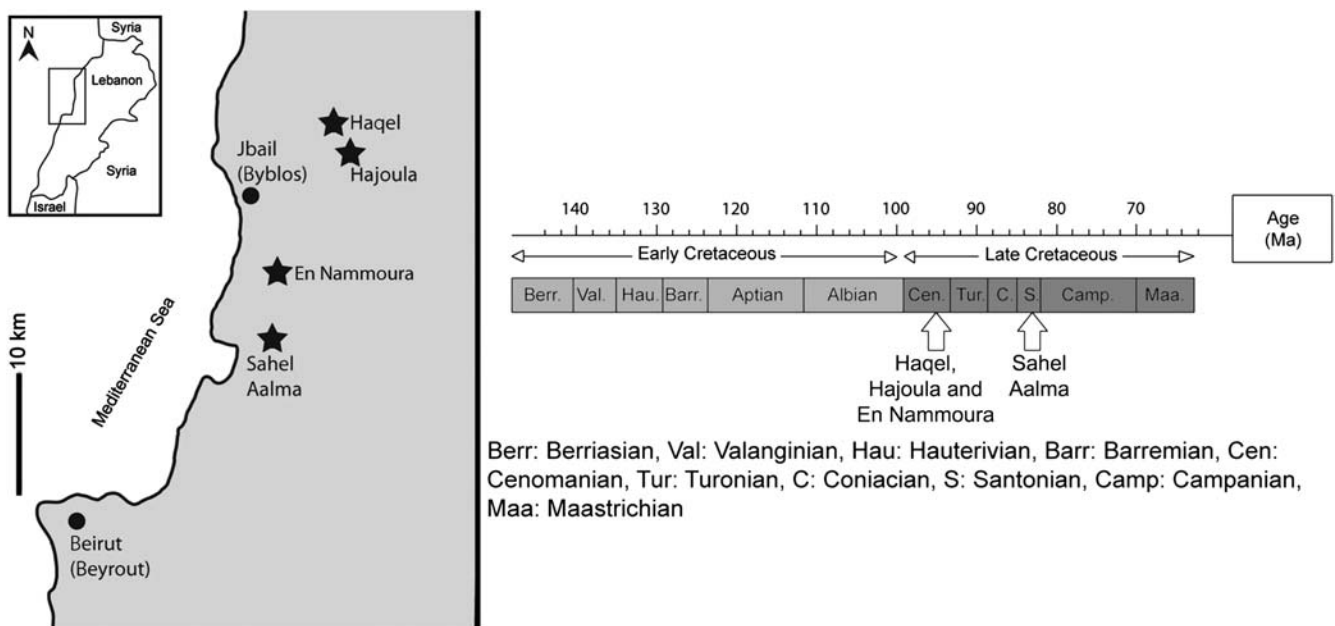 Syria
N
Lebanon
Syria
Israel
Haqel
Jbail
(Byblos)
Hajoula
En Nammoura
Sahel
Aalma
Mediterranean Sea
10 km
Beirut
(Beyrout)
140 130 120 110 100 90 80 70
Age
(Ma)
Early Cretaceous Late Cretaceous
Berr. Val. Hau. Barr. Aptian Albian Cen. Tur. C. S. Camp. Maa.
Haqel,
Hajoula and
En Nammoura
Sahel
Aalma
Berr: Berriasian, Val: Valanginian, Hau: Hauterivian, Barr: Barremian, Cen:
Cenomanian, Tur: Turonian, C: Coniacian, S: Santonian, Camp: Campanian,
Maa: Maastrichian